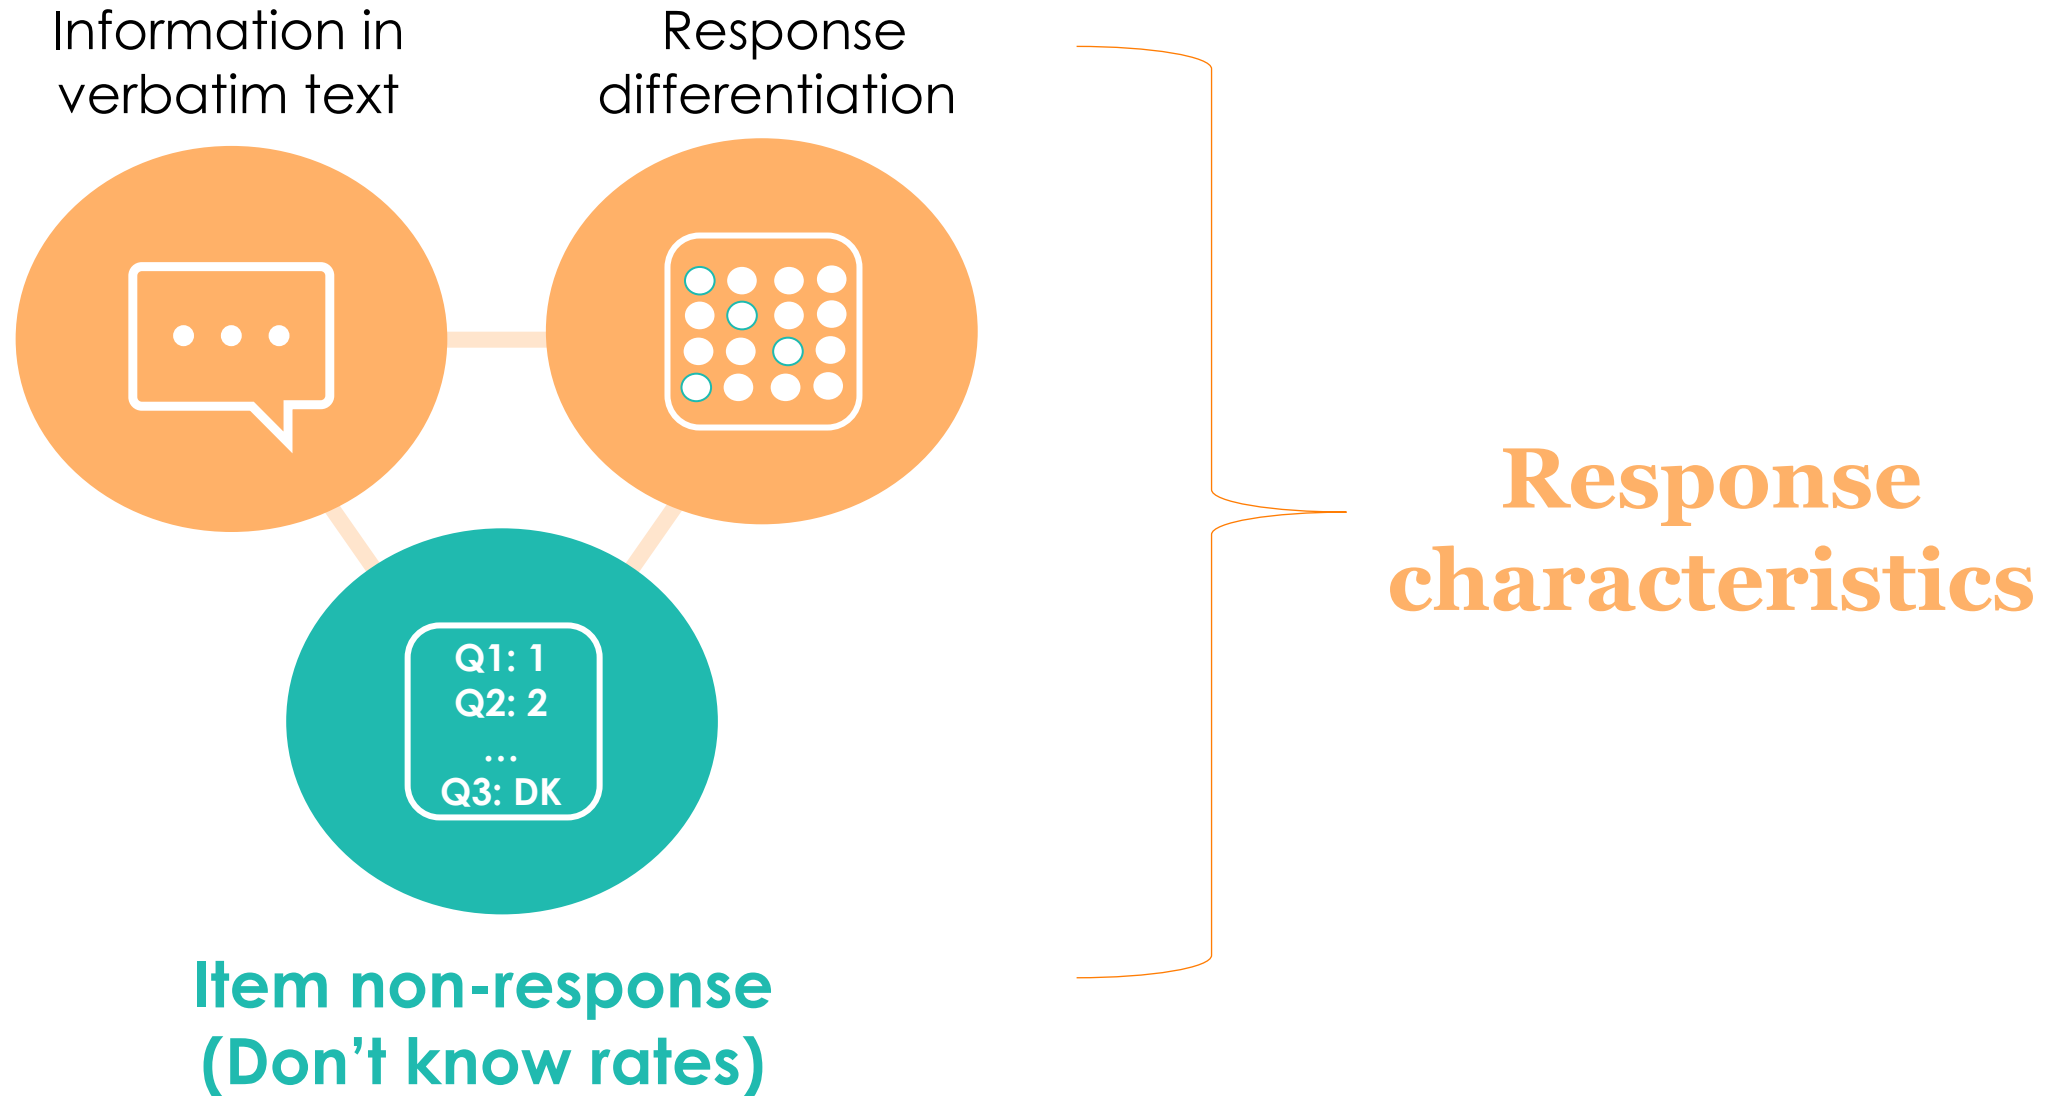 Information in
verbatim text
Response
differentiation
Q1: 1
Q2: 2
...
Q3: DK
Item non-response
(Don’t know rates)
Response
characteristics